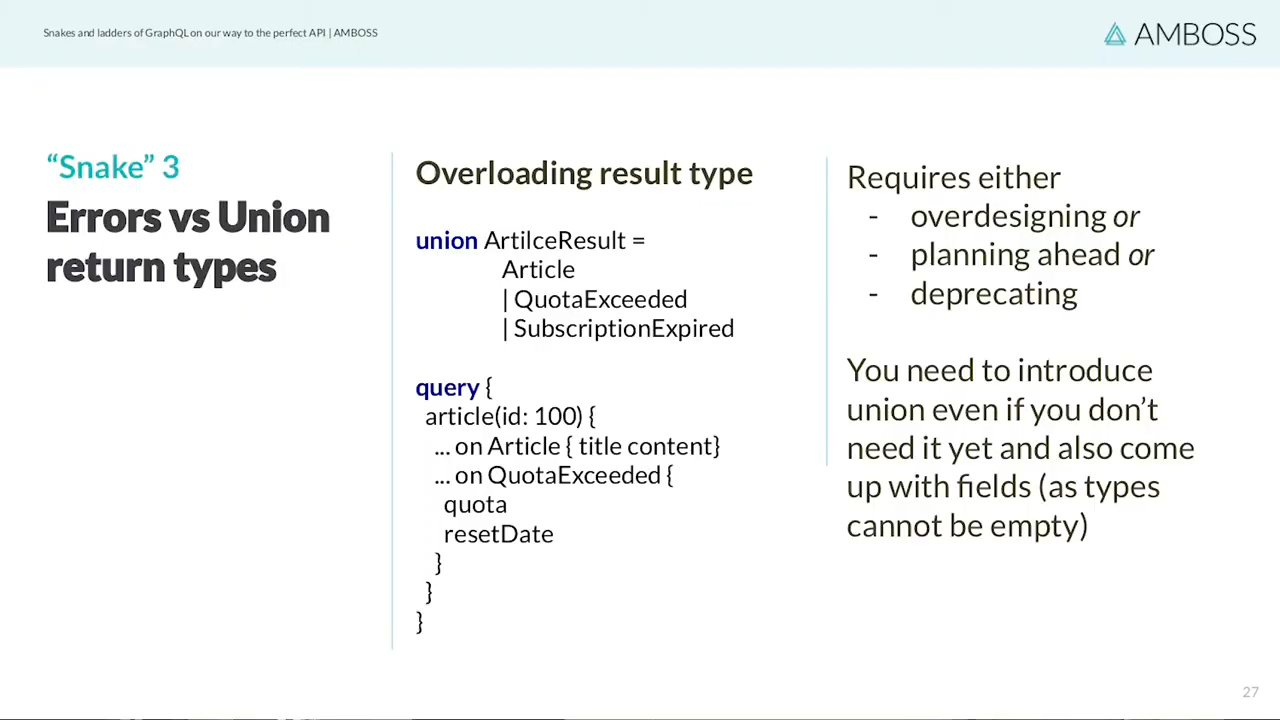 Snakes and ladders of GraphQL on our way to the perfect API | AMBOSS
AMBOSS
“Snake” 3
Errors vs Union
return types
Overloading result type
union ArtilceResult =
Article
| QuotaExceeded
| SubscriptionExpired
query {
article(id: 100) {
... on Article { title content}
... on QuotaExceeded {
quota
resetDate
}
}
}
Requires either
- overdesigning or
- planning ahead or
- deprecating
You need to introduce
union even if you don’t
need it yet and also come
up with fields (as types
cannot be empty)
27